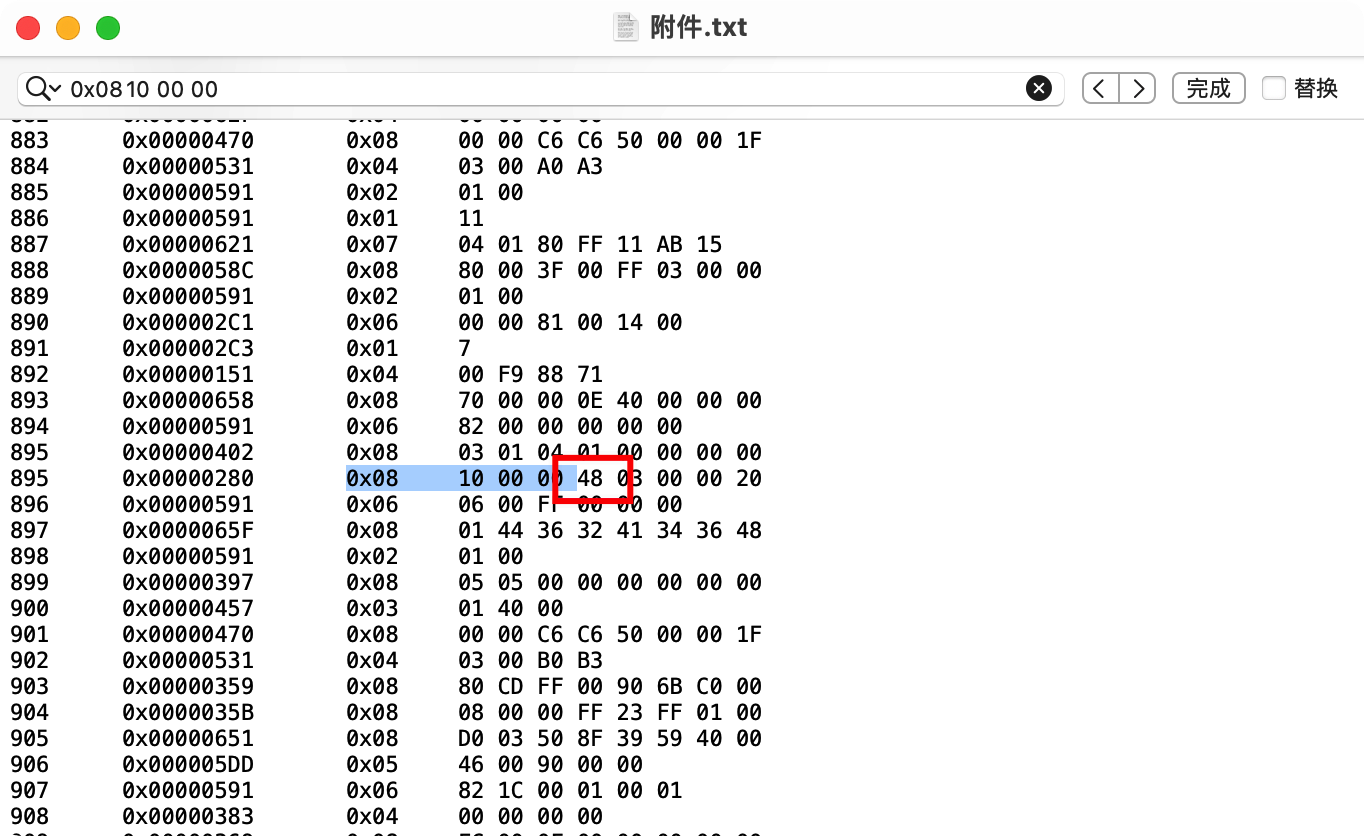 附件.txt
0x08 10 00 00 完成 替换
883 0x00000470 0x08 00 00 C6 C6 50 00 00 1F
884 0x00000531 0x04 03 00 A0 A3
885 0x00000591 0x02 01 00
886 0x00000591 0x01 11
887 0x00000621 0x07 04 01 80 FF 11 AB 15
888 0x0000058C 0x08 80 00 3F 00 FF 03 00 00
889 0x00000591 0x02 01 00
890 0x000002C1 0x06 00 00 81 00 14 00
891 0x000002C3 0x01 7
892 0x00000151 0x04 00 F9 88 71
893 0x00000658 0x08 70 00 00 0E 40 00 00 00
894 0x00000591 0x06 82 00 00 00 00 00
895 0x00000402 0x08 03 01 04 01 00 00 00 00
895 0x00000280 0x08 10 00 00 48 03 00 00 20
896 0x00000591 0x06 06 00 FF 00 00 00
897 0x0000065F 0x08 01 44 36 32 41 34 36 48
898 0x00000591 0x02 01 00
899 0x00000397 0x08 05 05 00 00 00 00 00 00
900 0x00000457 0x03 01 40 00
901 0x00000470 0x08 00 00 C6 C6 50 00 00 1F
902 0x00000531 0x04 03 00 B0 B3
903 0x00000359 0x08 80 CD FF 00 90 6B C0 00
904 0x0000035B 0x08 08 00 00 FF 23 FF 01 00
905 0x00000651 0x08 D0 03 50 8F 39 59 40 00
906 0x000005DD 0x05 46 00 90 00 00
907 0x00000591 0x06 82 1C 00 01 00 01
908 0x00000383 0x04 00 00 00 00